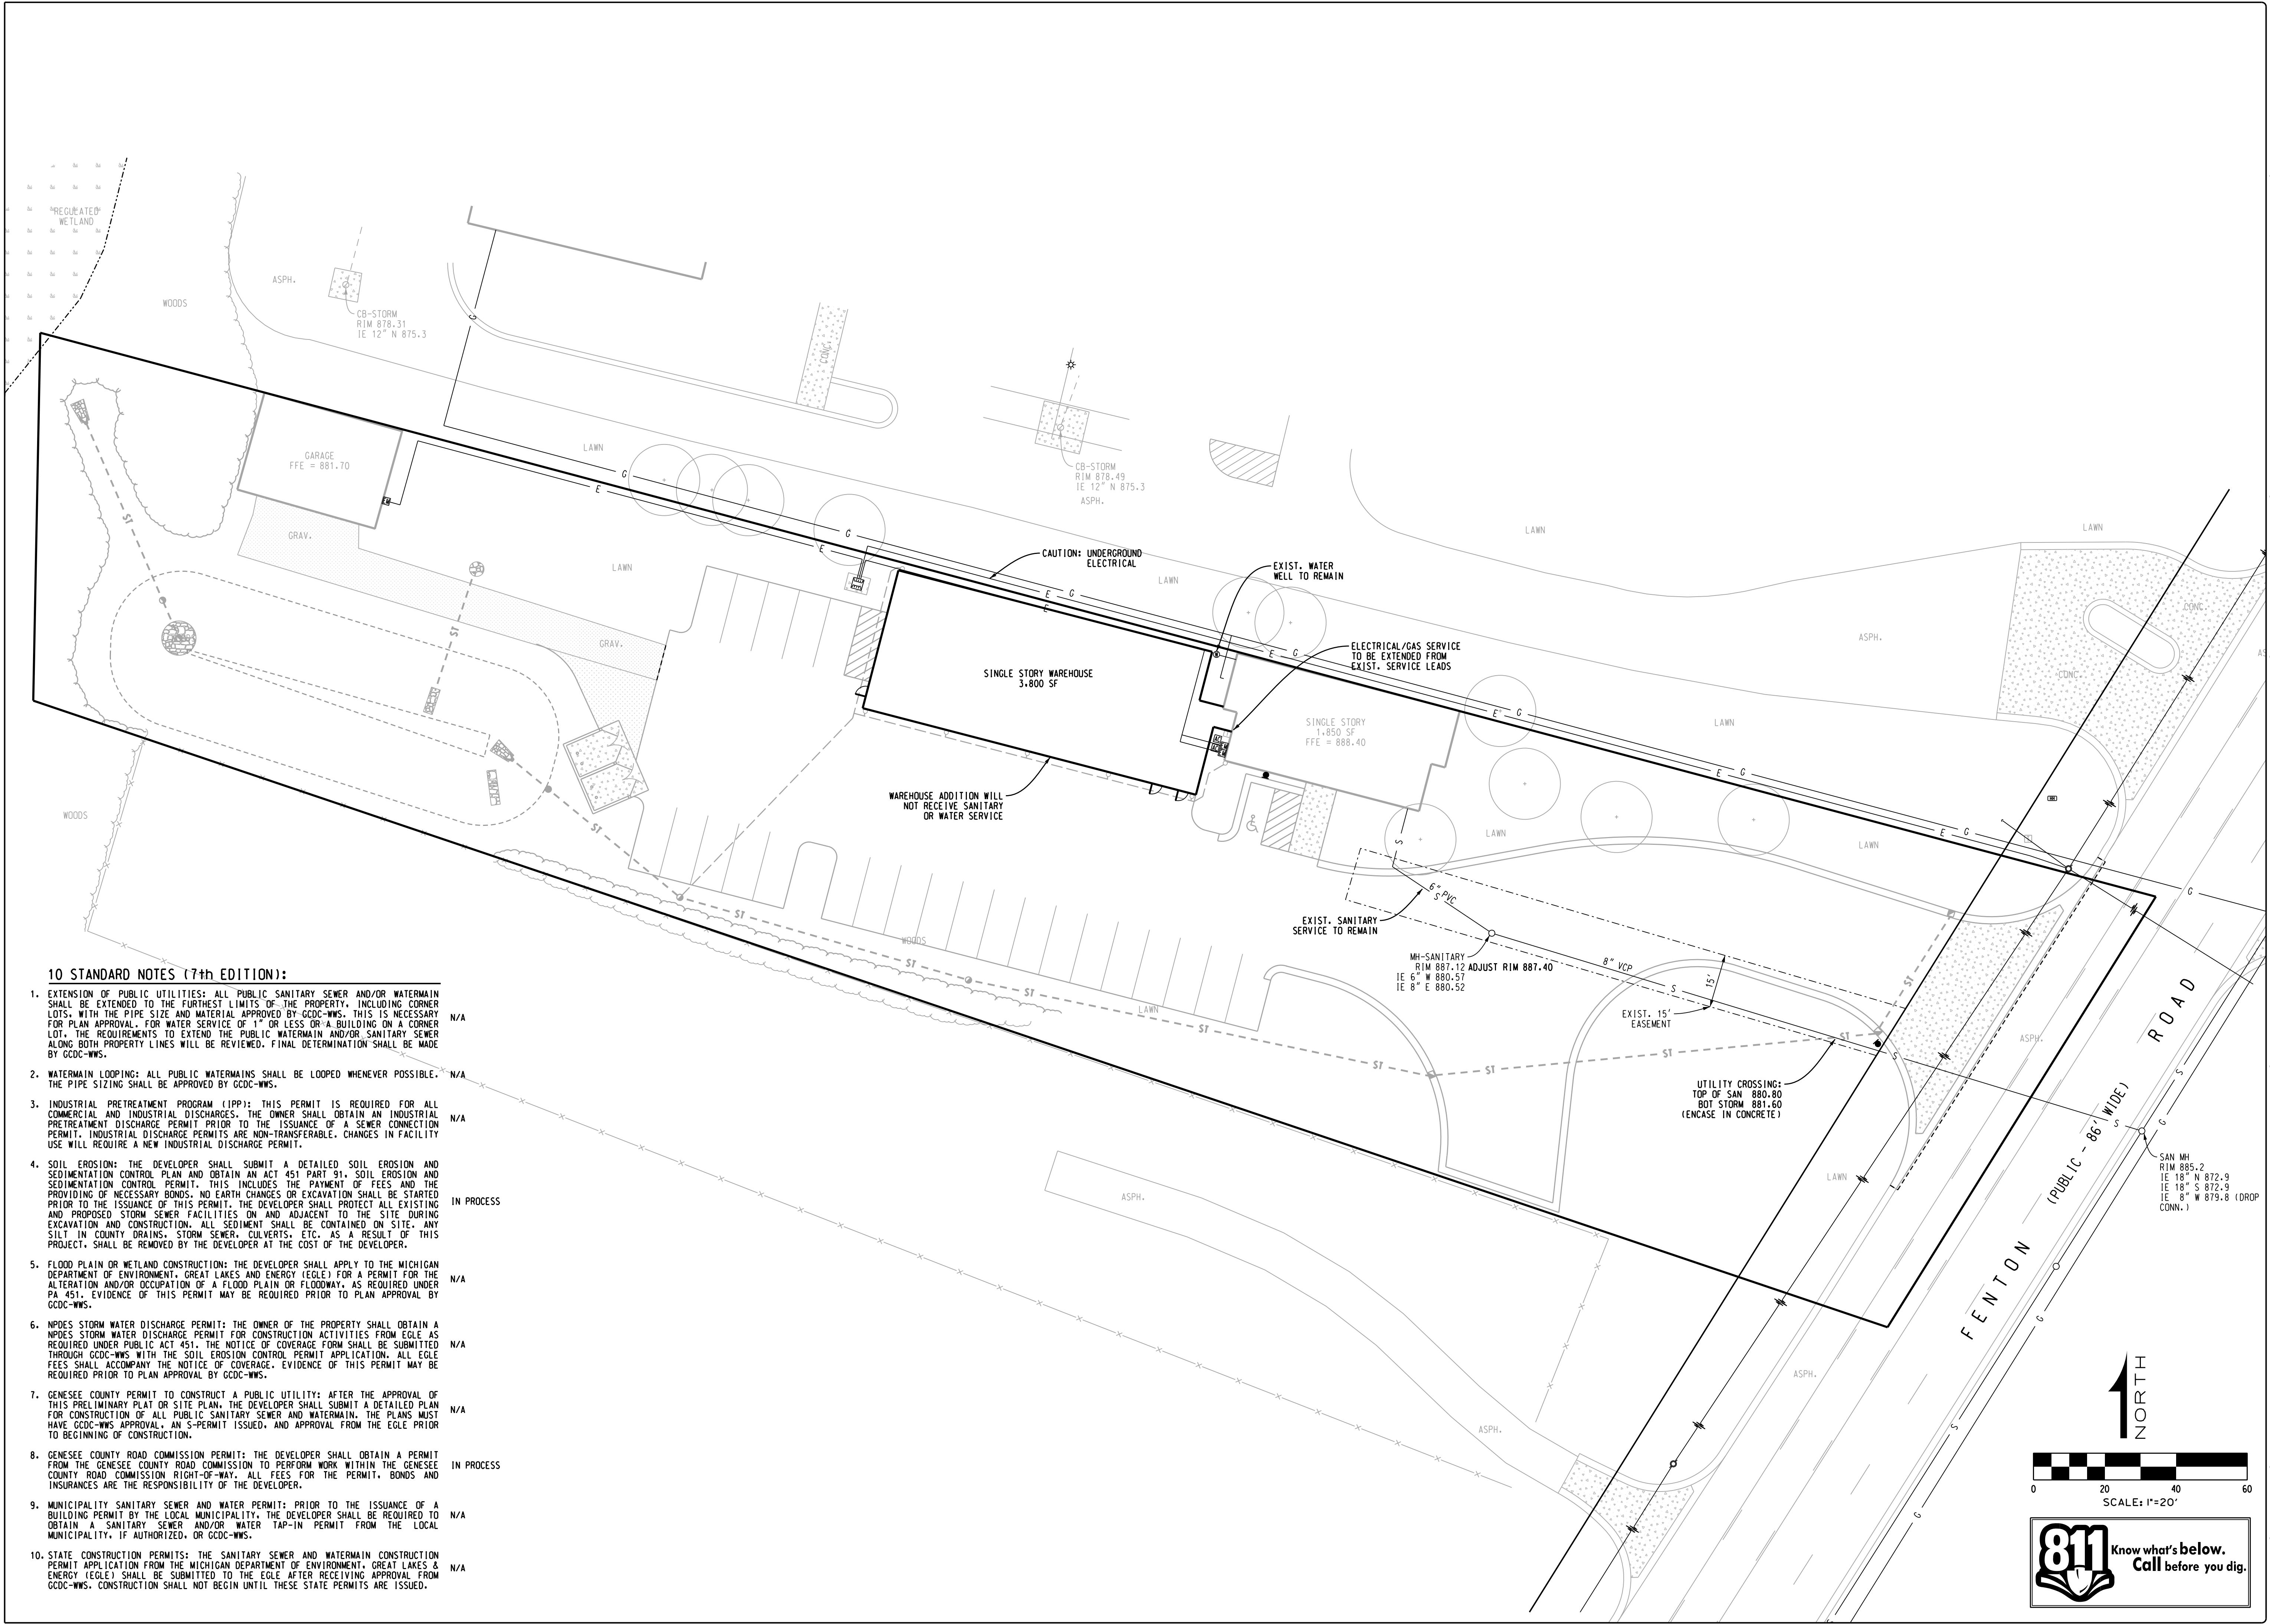 REGULATED
WETLAND
WOODS
ASPH.
CB-STORM
RIM 878.31
IE 12" N 875.3
G
CONC.
CB-STORM
RIM 878.49
IE 12" N 875.3
ASPH.
LAWN
GARAGE
FFE = 881.70
GRAV.
ST
ST
LAWN
GRAV.
G
E
G
E
CAUTION: UNDERGROUND
ELECTRICAL
LAWN
E G
E
EXIST. WATER
WELL TO REMAIN
E G
ELECTRICAL/GAS SERVICE
TO BE EXTENDED FROM
EXIST. SERVICE LEADS
SINGLE STORY WAREHOUSE
3,800 SF
SINGLE STORY
1,850 SF
FFE = 888.40
E G
LAWN
LAWN
LAWN
ASPH.
CONC.
CONC.
LAWN
E G
WAREHOUSE ADDITION WILL
NOT RECEIVE SANITARY
OR WATER SERVICE
WOODS
ST
LAWN
LAWN
E G
G
S
6" PVC
S
EXIST. SANITARY
SERVICE TO REMAIN
MH-SANITARY
RIM 887.12 ADJUST RIM 887.40
IE 6" W 880.57
IE 8" E 880.52
8" VCP
S
15'
EXIST. 15'
EASEMENT
ST
WOODS
ST
ST
LAWN
ST
ST
ST
ST
ST
S
UTILITY CROSSING:
TOP OF SAN 880.80
BOT STORM 881.60
(ENCASE IN CONCRETE)
ASPH.
S
S
G
SAN MH
RIM 885.2
IE 18" N 872.9
IE 18" S 872.9
IE 8" W 879.8 (DROP
CONN.)
LAWN
ASPH.
FENTON ROAD
(PUBLIC - 86' WIDE)
G
S
G
S
ASPH.
ASPH.
10 STANDARD NOTES (7th EDITION):
1. EXTENSION OF PUBLIC UTILITIES: ALL PUBLIC SANITARY SEWER AND/OR WATERMAIN
SHALL BE EXTENDED TO THE FURTHEST LIMITS OF THE PROPERTY, INCLUDING CORNER
LOTS, WITH THE PIPE SIZE AND MATERIAL APPROVED BY GCDC-WWS. THIS IS NECESSARY
FOR PLAN APPROVAL. FOR WATER SERVICE OF 1" OR LESS OR A BUILDING ON A CORNER
LOT, THE REQUIREMENTS TO EXTEND THE PUBLIC WATERMAIN AND/OR SANITARY SEWER
ALONG BOTH PROPERTY LINES WILL BE REVIEWED. FINAL DETERMINATION SHALL BE MADE
BY GCDC-WWS.
N/A
2. WATERMAIN LOOPING: ALL PUBLIC WATERMAINS SHALL BE LOOPED WHENEVER POSSIBLE.
THE PIPE SIZING SHALL BE APPROVED BY GCDC-WWS.
N/A
3. INDUSTRIAL PRETREATMENT PROGRAM (IPP): THIS PERMIT IS REQUIRED FOR ALL
COMMERCIAL AND INDUSTRIAL DISCHARGES. THE OWNER SHALL OBTAIN AN INDUSTRIAL
PRETREATMENT DISCHARGE PERMIT PRIOR TO THE ISSUANCE OF A SEWER CONNECTION
PERMIT. INDUSTRIAL DISCHARGE PERMITS ARE NON-TRANSFERABLE. CHANGES IN FACILITY
USE WILL REQUIRE A NEW INDUSTRIAL DISCHARGE PERMIT.
N/A
4. SOIL EROSION: THE DEVELOPER SHALL SUBMIT A DETAILED SOIL EROSION AND
SEDIMENTATION CONTROL PLAN AND OBTAIN AN ACT 451 PART 91, SOIL EROSION AND
SEDIMENTATION CONTROL PERMIT. THIS INCLUDES THE PAYMENT OF FEES AND THE
PROVIDING OF NECESSARY BONDS. NO EARTH CHANGES OR EXCAVATION SHALL BE STARTED
PRIOR TO THE ISSUANCE OF THIS PERMIT. THE DEVELOPER SHALL PROTECT ALL EXISTING
AND PROPOSED STORM SEWER FACILITIES ON AND ADJACENT TO THE SITE DURING
EXCAVATION AND CONSTRUCTION. ALL SEDIMENT SHALL BE CONTAINED ON SITE. ANY
SILT IN COUNTY DRAINS, STORM SEWER, CULVERTS, ETC. AS A RESULT OF THIS
PROJECT, SHALL BE REMOVED BY THE DEVELOPER AT THE COST OF THE DEVELOPER.
IN PROCESS
5. FLOOD PLAIN OR WETLAND CONSTRUCTION: THE DEVELOPER SHALL APPLY TO THE MICHIGAN
DEPARTMENT OF ENVIRONMENT, GREAT LAKES AND ENERGY (EGLE) FOR A PERMIT FOR THE
ALTERATION AND/OR OCCUPATION OF A FLOOD PLAIN OR FLOODWAY, AS REQUIRED UNDER
PA 451. EVIDENCE OF THIS PERMIT MAY BE REQUIRED PRIOR TO PLAN APPROVAL BY
GCDC-WWS.
N/A
6. NPDES STORM WATER DISCHARGE PERMIT: THE OWNER OF THE PROPERTY SHALL OBTAIN A
NPDES STORM WATER DISCHARGE PERMIT FOR CONSTRUCTION ACTIVITIES FROM EGLE AS
REQUIRED UNDER PUBLIC ACT 451. THE NOTICE OF COVERAGE FORM SHALL BE SUBMITTED
THROUGH GCDC-WWS WITH THE SOIL EROSION CONTROL PERMIT APPLICATION. ALL EGLE
FEES SHALL ACCOMPANY THE NOTICE OF COVERAGE. EVIDENCE OF THIS PERMIT MAY BE
REQUIRED PRIOR TO PLAN APPROVAL BY GCDC-WWS.
N/A
7. GENESEE COUNTY PERMIT TO CONSTRUCT A PUBLIC UTILITY: AFTER THE APPROVAL OF
THIS PRELIMINARY PLAT OR SITE PLAN, THE DEVELOPER SHALL SUBMIT A DETAILED PLAN
FOR CONSTRUCTION OF ALL PUBLIC SANITARY SEWER AND WATERMAIN. THE PLANS MUST
HAVE GCDC-WWS APPROVAL, AN S-PERMIT ISSUED, AND APPROVAL FROM THE EGLE PRIOR
TO BEGINNING OF CONSTRUCTION.
N/A
8. GENESEE COUNTY ROAD COMMISSION PERMIT: THE DEVELOPER SHALL OBTAIN A PERMIT
FROM THE GENESEE COUNTY ROAD COMMISSION TO PERFORM WORK WITHIN THE GENESEE
COUNTY ROAD COMMISSION RIGHT-OF-WAY. ALL FEES FOR THE PERMIT, BONDS AND
INSURANCES ARE THE RESPONSIBILITY OF THE DEVELOPER.
IN PROCESS
9. MUNICIPALITY SANITARY SEWER AND WATER PERMIT: PRIOR TO THE ISSUANCE OF A
BUILDING PERMIT BY THE LOCAL MUNICIPALITY, THE DEVELOPER SHALL BE REQUIRED TO
OBTAIN A SANITARY SEWER AND/OR WATER TAP-IN PERMIT FROM THE LOCAL
MUNICIPALITY, IF AUTHORIZED, OR GCDC-WWS.
N/A
10. STATE CONSTRUCTION PERMITS: THE SANITARY SEWER AND WATERMAIN CONSTRUCTION
PERMIT APPLICATION FROM THE MICHIGAN DEPARTMENT OF ENVIRONMENT, GREAT LAKES &
ENERGY (EGLE) SHALL BE SUBMITTED TO THE EGLE AFTER RECEIVING APPROVAL FROM
GCDC-WWS. CONSTRUCTION SHALL NOT BEGIN UNTIL THESE STATE PERMITS ARE ISSUED.
N/A
NORTH
0 20 40 60
SCALE: 1"=20'
811
Know what's below.
Call before you dig.